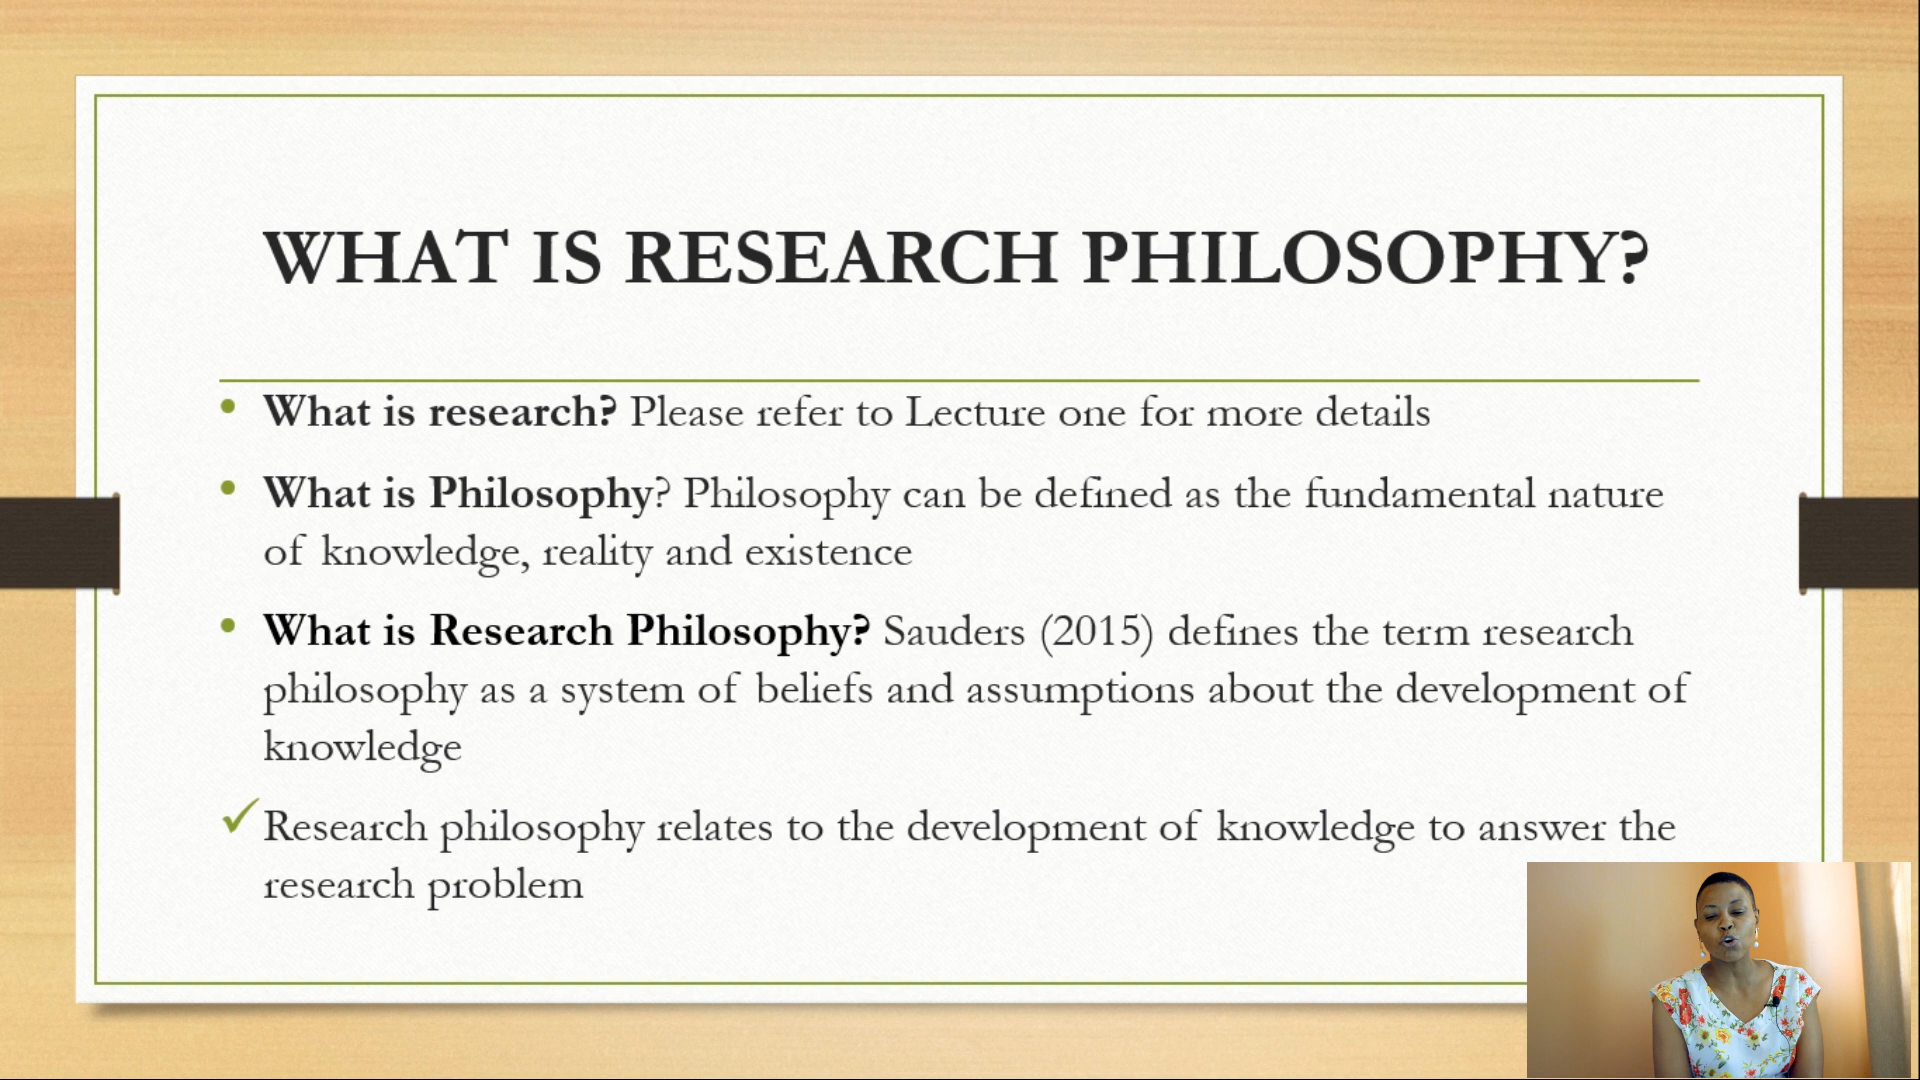 WHAT IS RESEARCH PHILOSOPHY?
• What is research? Please refer to Lecture one for more details
• What is Philosophy? Philosophy can be defined as the fundamental nature
of knowledge, reality and existence
• What is Research Philosophy? Sauders (2015) defines the term research
philosophy as a system of beliefs and assumptions about the development of
knowledge
✓ Research philosophy relates to the development of knowledge to answer the
research problem